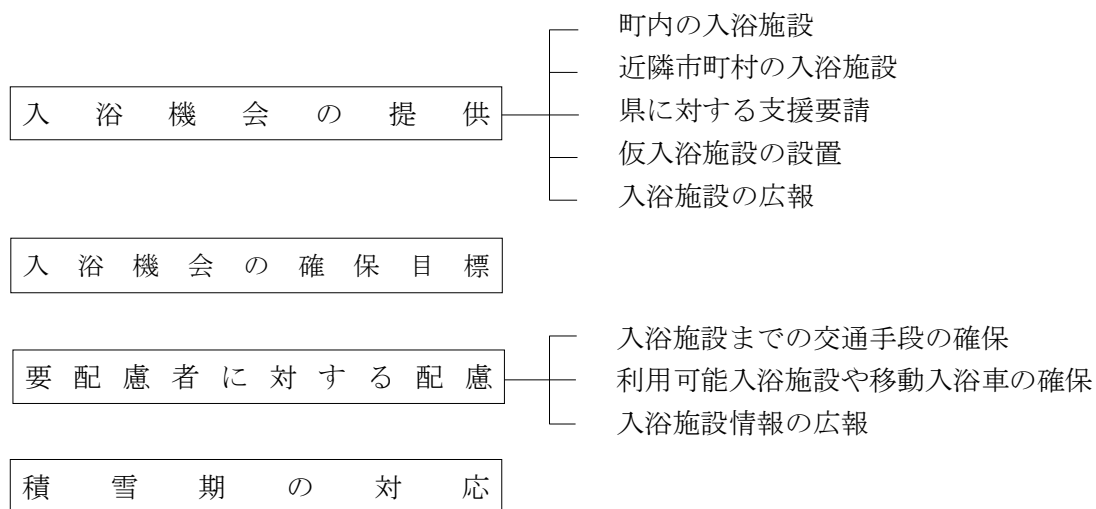 入浴機会の提供
町内の入浴施設
近隣市町村の入浴施設
県に対する支援要請
仮入浴施設の設置
入浴施設の広報
入浴機会の確保目標
要配慮者に対する配慮
入浴施設までの交通手段の確保
利用可能入浴施設や移動入浴車の確保
入浴施設情報の広報
積雪期の対応